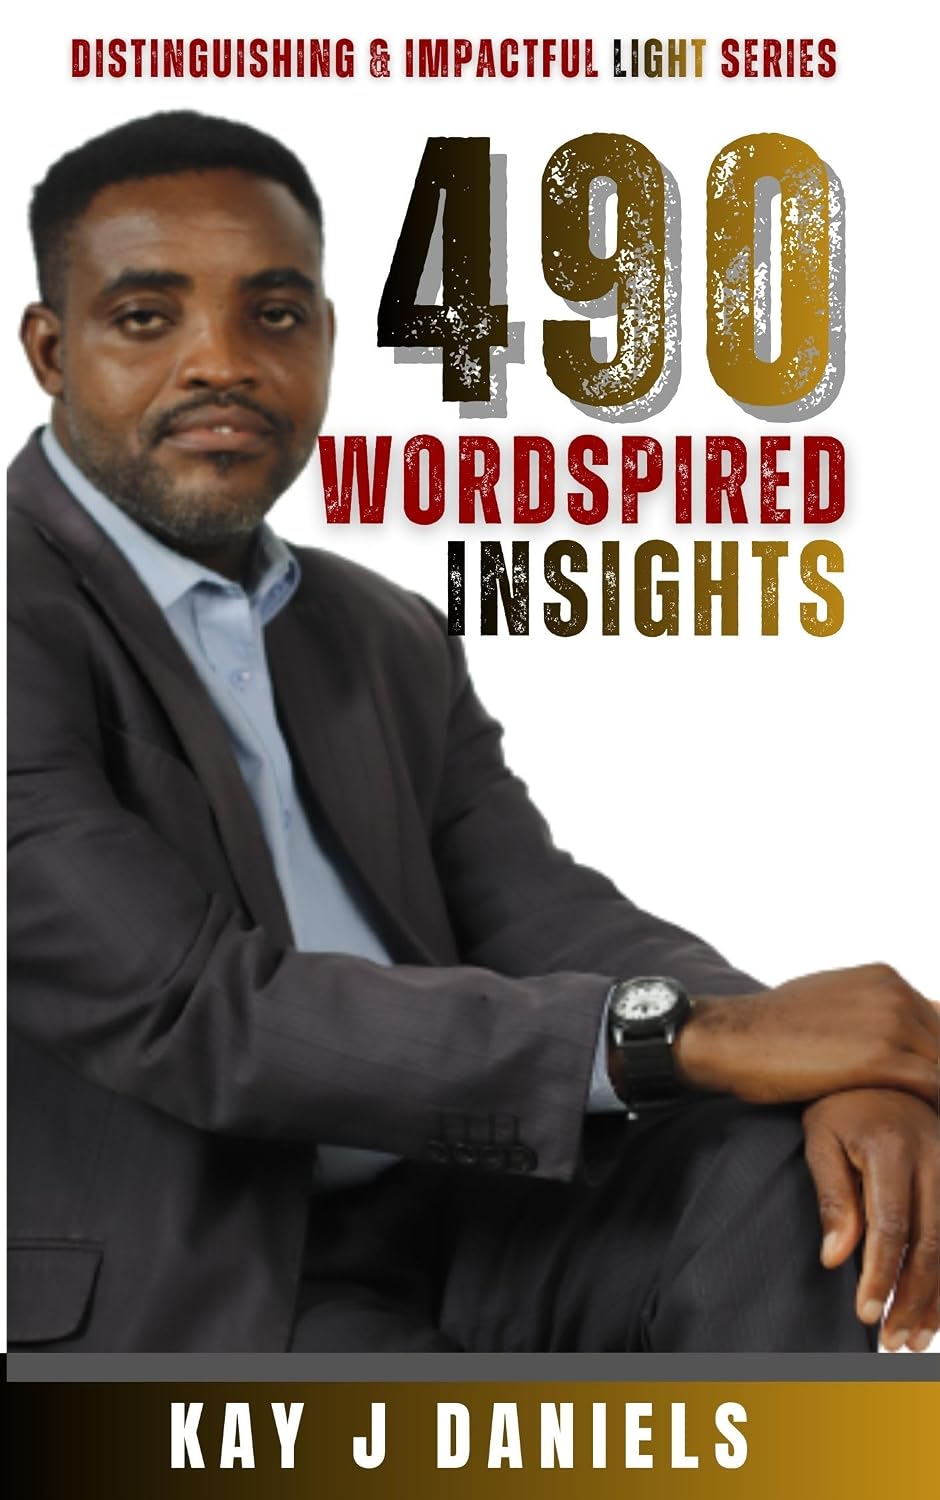 DISTINGUISHING & IMPACTFUL LIGHT SERIES
490
WORDSPIRED
INSIGHTS
KAY J DANIELS